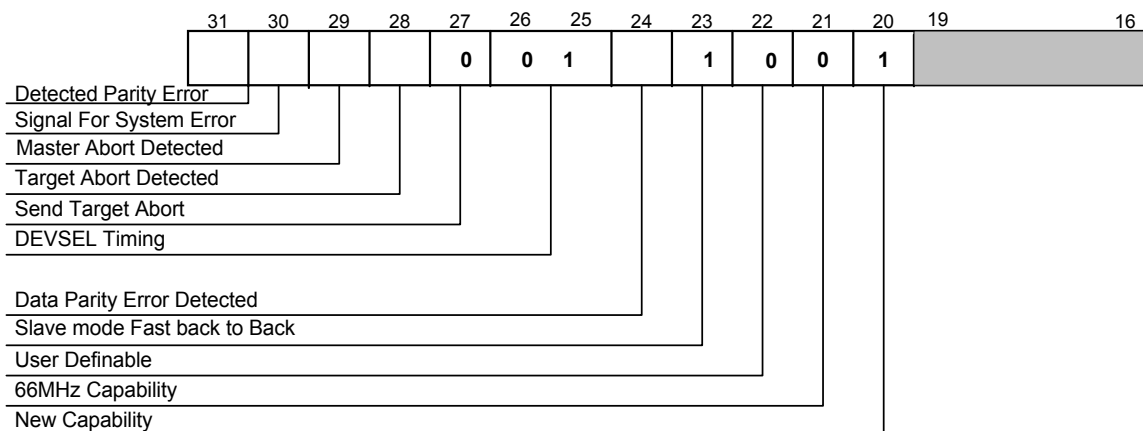 31 30 29 28 27 26 25 24 23 22 21 20 19 16
0 0 1 1 0 0 1
Detected Parity Error
Signal For System Error
Master Abort Detected
Target Abort Detected
Send Target Abort
DEVSEL Timing
Data Parity Error Detected
Slave mode Fast back to Back
User Definable
66MHz Capability
New Capability